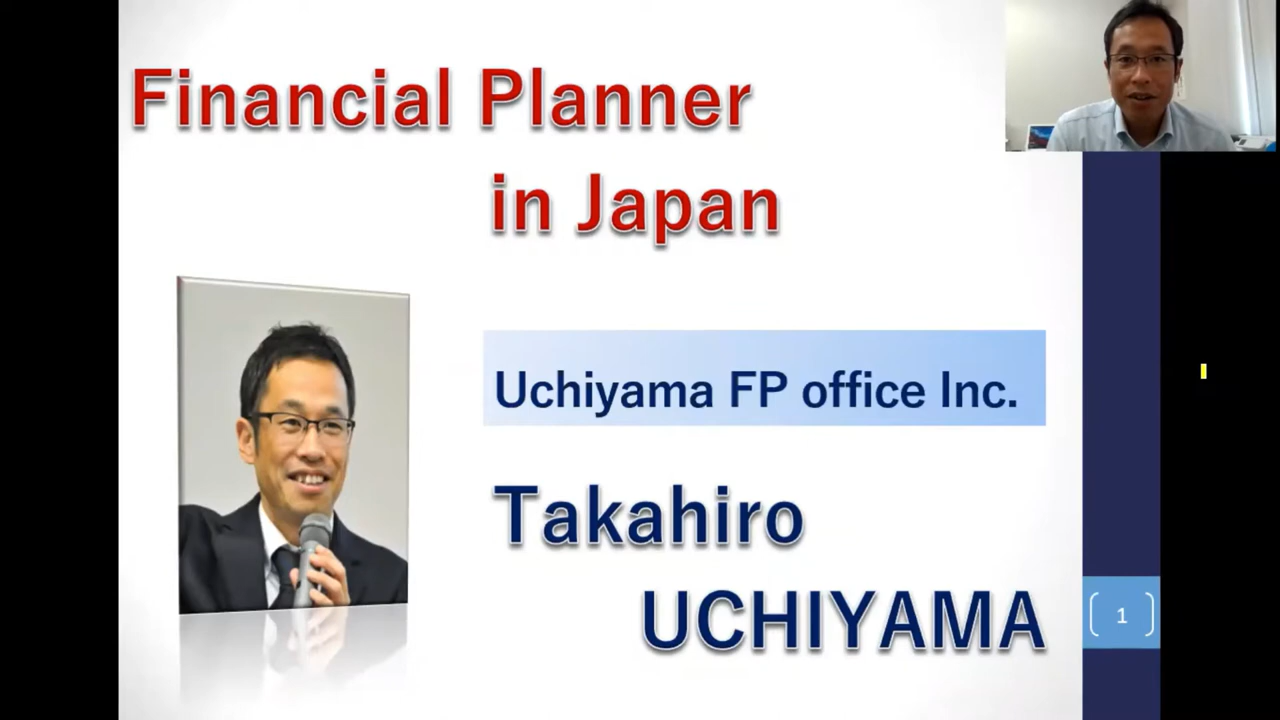 Financial Planner
in Japan
Uchiyama FP office Inc.
Takahiro
UCHIYAMA
1